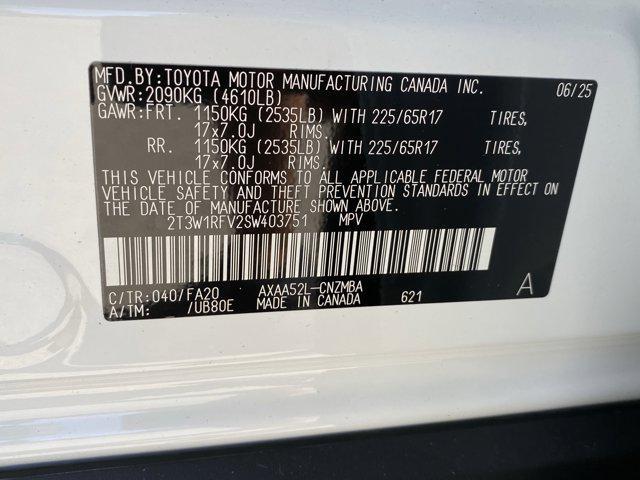 MFD.BY:TOYOTA MOTOR MANUFACTURING CANADA INC. 06/25
GVWR:2090KG (4610LB)
GAWR:FRT. 1150KG (2535LB) WITH 225/65R17 TIRES,
17x7.0J RIMS.
RR. 1150KG (2535LB) WITH 225/65R17 TIRES,
17x7.0J RIMS.
THIS VEHICLE CONFORMS TO ALL APPLICABLE FEDERAL MOTOR
VEHICLE SAFETY AND THEFT PREVENTION STANDARDS IN EFFECT ON
THE DATE OF MANUFACTURE SHOWN ABOVE.
2T3W1RFV2SW403751 MPV
C/TR:040/FA20 AXAA52L-CNZMBA A
A/TM: /UB80E MADE IN CANADA 621